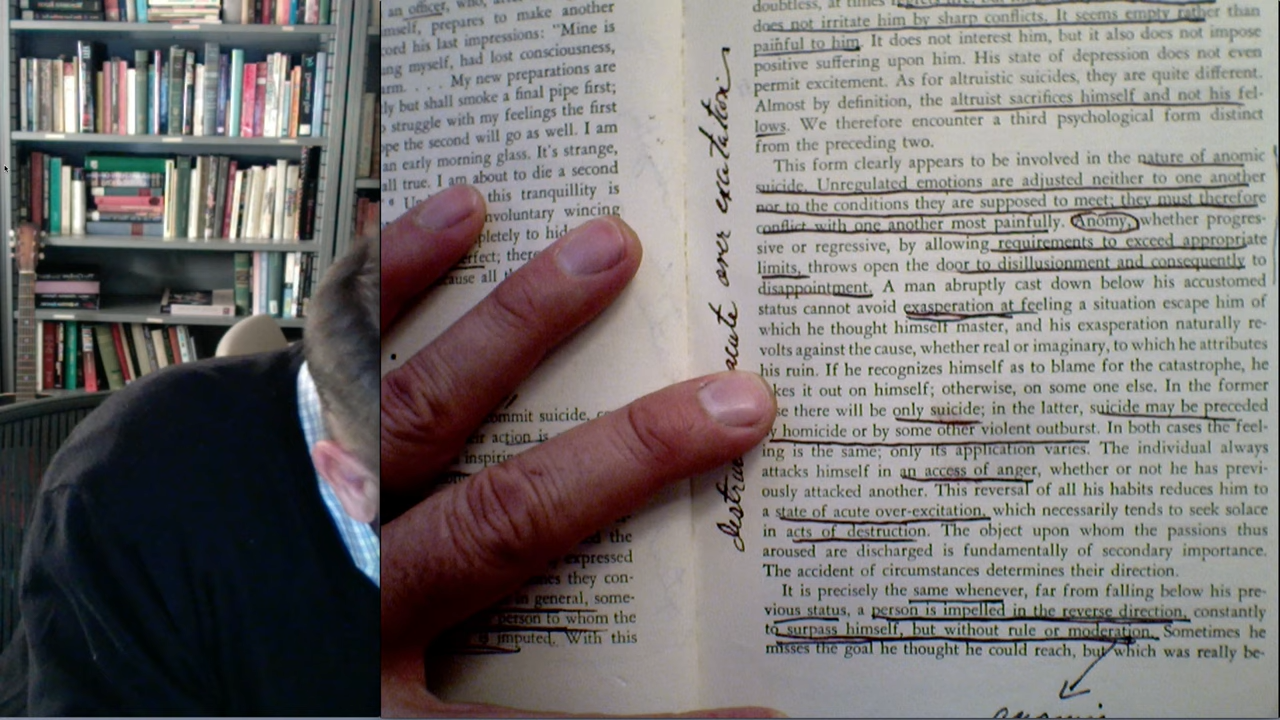 an officer, who, after
imself, prepares to make another
cord his last impressions: "Mine is
ng myself, had lost consciousness,
arm. . . . My new preparations are
ly but shall smoke a final pipe first;
struggle with my feelings the first
ope the second will go as well. I am
an early morning glass. It's strange,
all true. I am about to die a second
this tranquillity is
nvoluntary wincing
pletely to hid
erfect; there
cause all
ommit suicide,
ir action is
inspirin
the
expressed
es they con-
in general, some-
person to whom the
is imputed. With this
destruc acute over excitation
doubtless, at times
does not irritate him by sharp conflicts. It seems empty rather than
painful to him. It does not interest him, but it also does not impose
positive suffering upon him. His state of depression does not even
permit excitement. As for altruistic suicides, they are quite different.
Almost by definition, the altruist sacrifices himself and not his fel-
lows. We therefore encounter a third psychological form distinct
from the preceding two.
This form clearly appears to be involved in the nature of anomic
suicide. Unregulated emotions are adjusted neither to one another
nor to the conditions they are supposed to meet; they must therefore
conflict with one another most painfully. Anomy, whether progres-
sive or regressive, by allowing requirements to exceed appropriate
limits, throws open the door to disillusionment and consequently to
disappointment. A man abruptly cast down below his accustomed
status cannot avoid exasperation at feeling a situation escape him of
which he thought himself master, and his exasperation naturally re-
volts against the cause, whether real or imaginary, to which he attributes
his ruin. If he recognizes himself as to blame for the catastrophe, he
kes it out on himself; otherwise, on some one else. In the former
se there will be only suicide; in the latter, suicide may be preceded
y homicide or by some other violent outburst. In both cases the feel-
ing is the same; only its application varies. The individual always
attacks himself in an access of anger, whether or not he has previ-
ously attacked another. This reversal of all his habits reduces him to
a state of acute over-excitation, which necessarily tends to seek solace
in acts of destruction. The object upon whom the passions thus
aroused are discharged is fundamentally of secondary importance.
The accident of circumstances determines their direction.
It is precisely the same whenever, far from falling below his pre-
vious status, a person is impelled in the reverse direction, constantly
to surpass himself, but without rule or moderation. Sometimes he
misses the goal he thought he could reach, but which was really be-